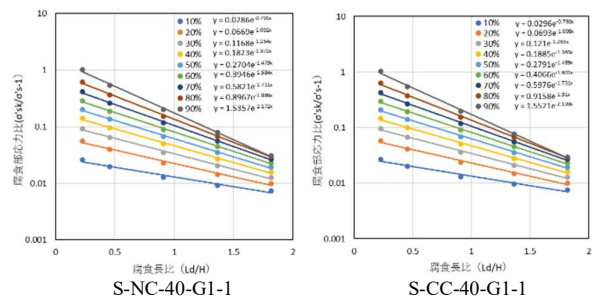 10% y = 0.0286e
20% y = 0.0669e
30% y = 0.1168e
40% y = 0.1823e
50% y = 0.2704e
60% y = 0.3946e
70% y = 0.5821e
80% y = 0.8967e
90% y = 1.5357e
10
1
0.1
0.01
0.001
0 0.5 1 1.5 2
腐食部応力比(σ'sk/σ's-1)
腐食長比(Ld/H)
S-NC-40-G1-1
10% y = 0.0296e
20% y = 0.0693e
30% y = 0.121e
40% y = 0.1885e
50% y = 0.2791e
60% y = 0.4066e
70% y = 0.5976e
80% y = 0.9158e
90% y = 1.5521e
10
1
0.1
0.01
0.001
0 0.5 1 1.5 2
腐食部応力比(σ'sk/σ's-1)
腐食長比(Ld/H)
S-CC-40-G1-1